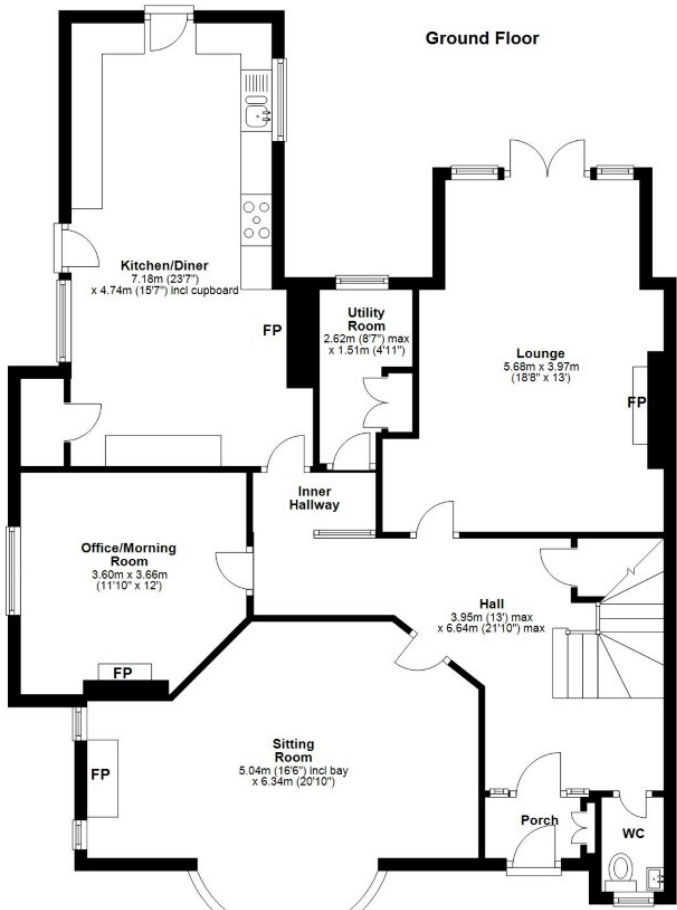 Ground Floor
Kitchen/Diner
7.18m (23'7")
x 4.74m (15'7") incl cupboard
FP
Utility
Room
2.62m (8'7") max
x 1.51m (4'11")
Lounge
5.68m x 3.97m
(18'8" x 13')
FP
Inner
Hallway
Office/Morning
Room
3.60m x 3.66m
(11'10" x 12')
FP
Hall
3.95m (13') max
x 6.64m (21'10") max
Sitting
Room
5.04m (16'6") incl bay
x 6.34m (20'10")
FP
Porch
WC